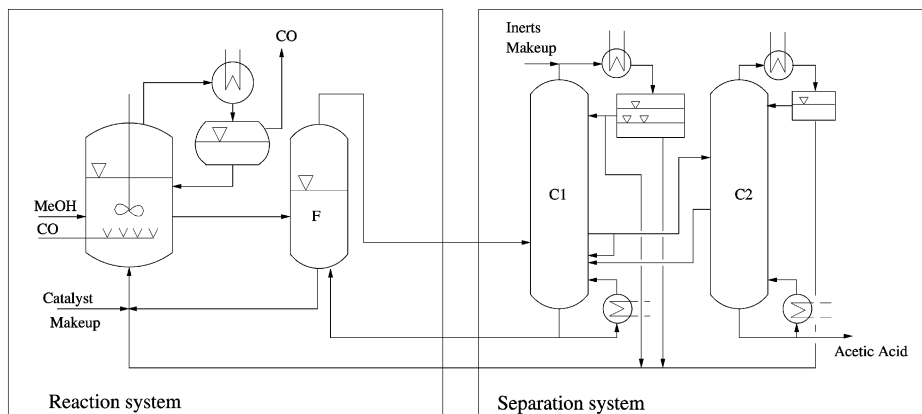 CO
Inerts
Makeup
MeOH
CO
F
C1
C2
Catalyst
Makeup
Acetic Acid
Reaction system
Separation system